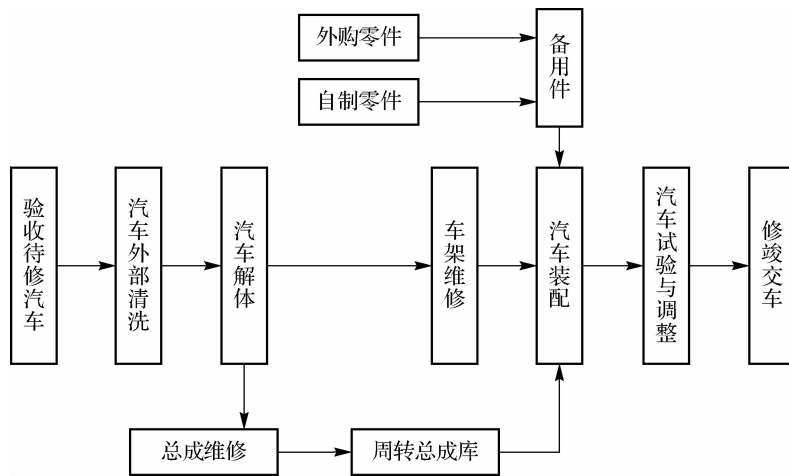 外购零件
自制零件
备用件
验收待修汽车
汽车外部清洗
汽车解体
车架维修
汽车装配
汽车试验与调整
修竣交车
总成维修
周转总成库